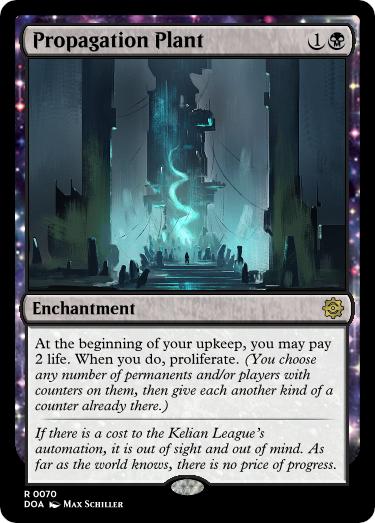 Propagation Plant 1
Enchantment
At the beginning of your upkeep, you may pay
2 life. When you do, proliferate. (You choose
any number of permanents and/or players with
counters on them, then give each another kind of a
counter already there.)
If there is a cost to the Kelian League's
automation, it is out of sight and out of mind. As
far as the world knows, there is no price of progress.
R 0070
DOA Max Schiller